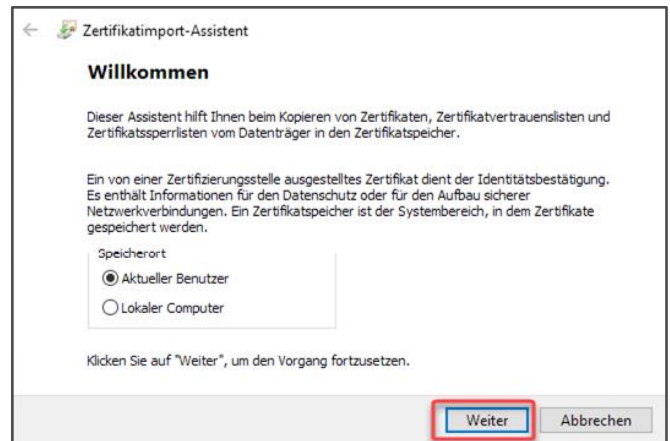 Zertifikatimport-Assistent
Willkommen
Dieser Assistent hilft Ihnen beim Kopieren von Zertifikaten, Zertifikatvertrauenslisten und
Zertifikatssperrlisten vom Datenträger in den Zertifikatspeicher.
Ein von einer Zertifizierungsstelle ausgestelltes Zertifikat dient der Identitätsbestätigung.
Es enthält Informationen für den Datenschutz oder für den Aufbau sicherer
Netzwerkverbindungen. Ein Zertifikatspeicher ist der Systembereich, in dem Zertifikate
gespeichert werden.
Speicherort
Aktueller Benutzer
Lokaler Computer
Klicken Sie auf "Weiter", um den Vorgang fortzusetzen.
Weiter Abbrechen